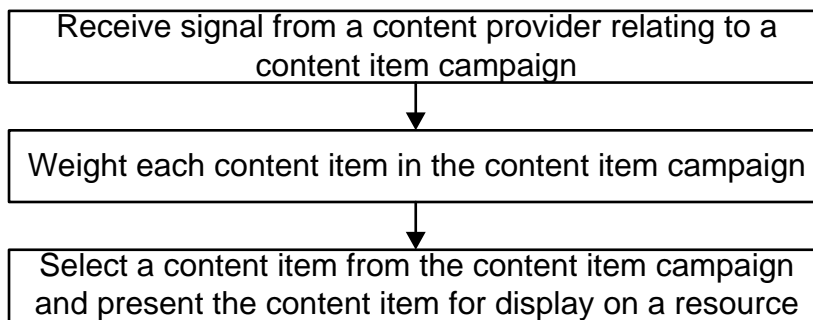 Receive signal from a content provider relating to a
content item campaign
Weight each content item in the content item campaign
Select a content item from the content item campaign
and present the content item for display on a resource